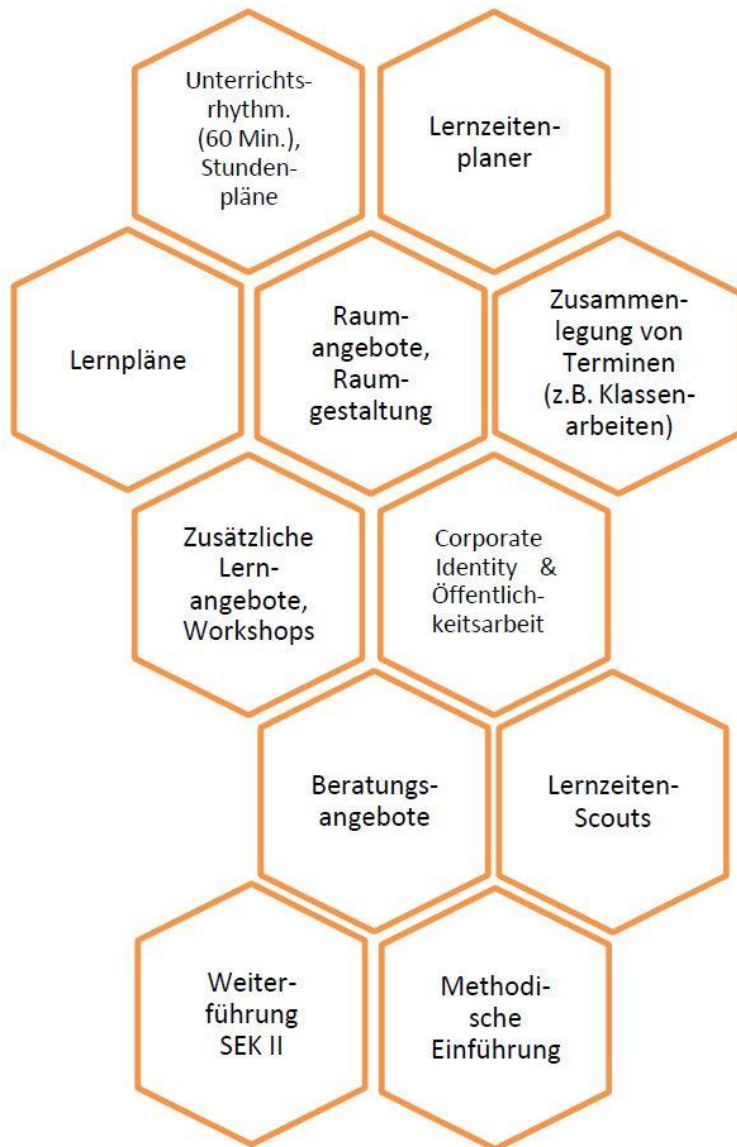 Unterrichts-
rhythm.
(60 Min.),
Stunden-
pläne
Lernzeiten-
planer
Lernpläne
Raum-
angebote,
Raum-
gestaltung
Zusammen-
legung von
Terminen
(z.B. Klassen-
arbeiten)
Zusätzliche
Lern-
angebote,
Workshops
Corporate
Identity &
Öffentlich-
keitsarbeit
Beratungs-
angebote
Lernzeiten-
Scouts
Weiter-
führung
SEK II
Methodi-
sche
Einführung